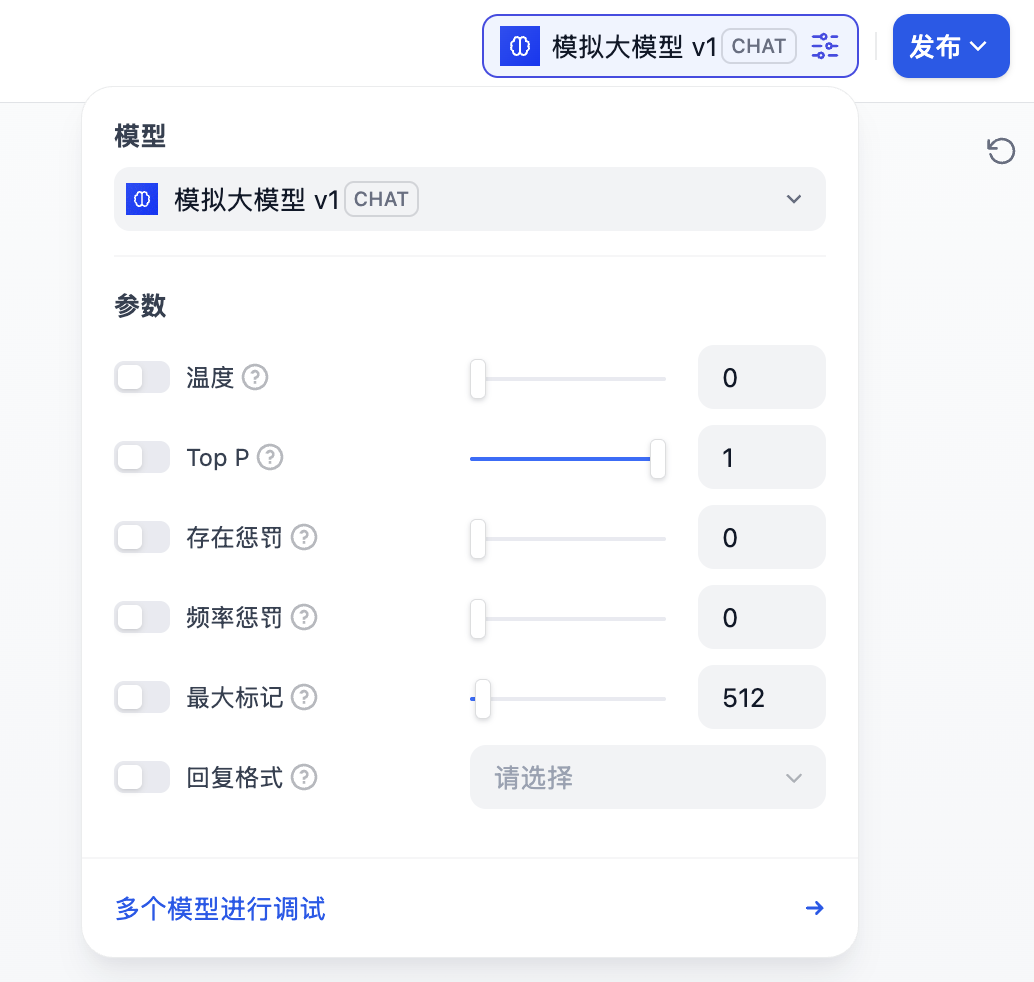 模拟大模型 v1 CHAT
发布
模型
模拟大模型 v1 CHAT
参数
温度 ? 0
Top P ? 1
存在惩罚 ? 0
频率惩罚 ? 0
最大标记 ? 512
回复格式 ? 请选择
多个模型进行调试